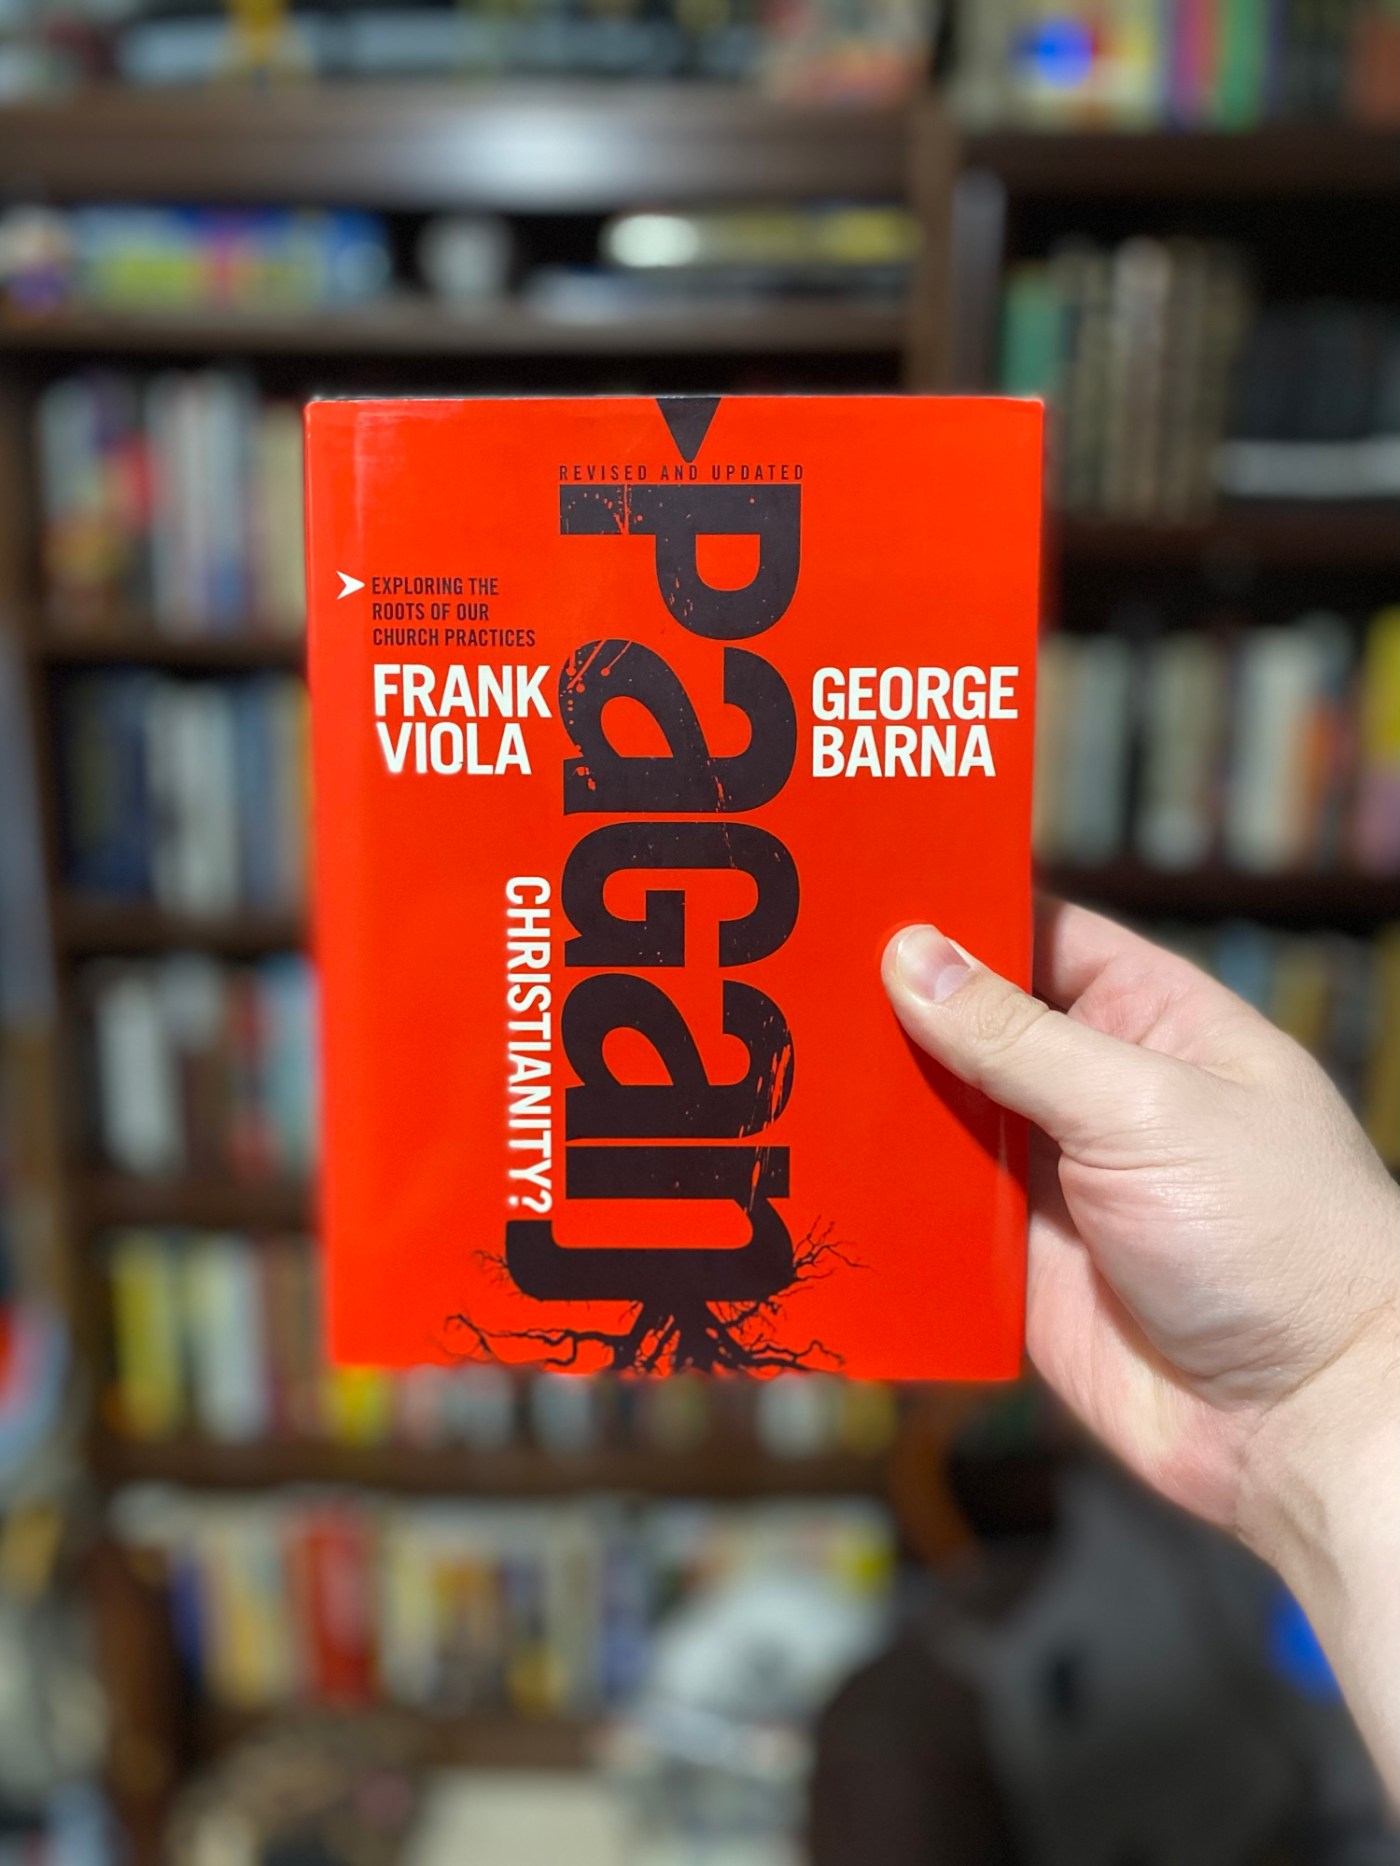 REVISED AND UPDATED
PaGan
EXPLORING THE
ROOTS OF OUR
CHURCH PRACTICES
FRANK
VIOLA
GEORGE
BARNA
CHRISTIANITY?